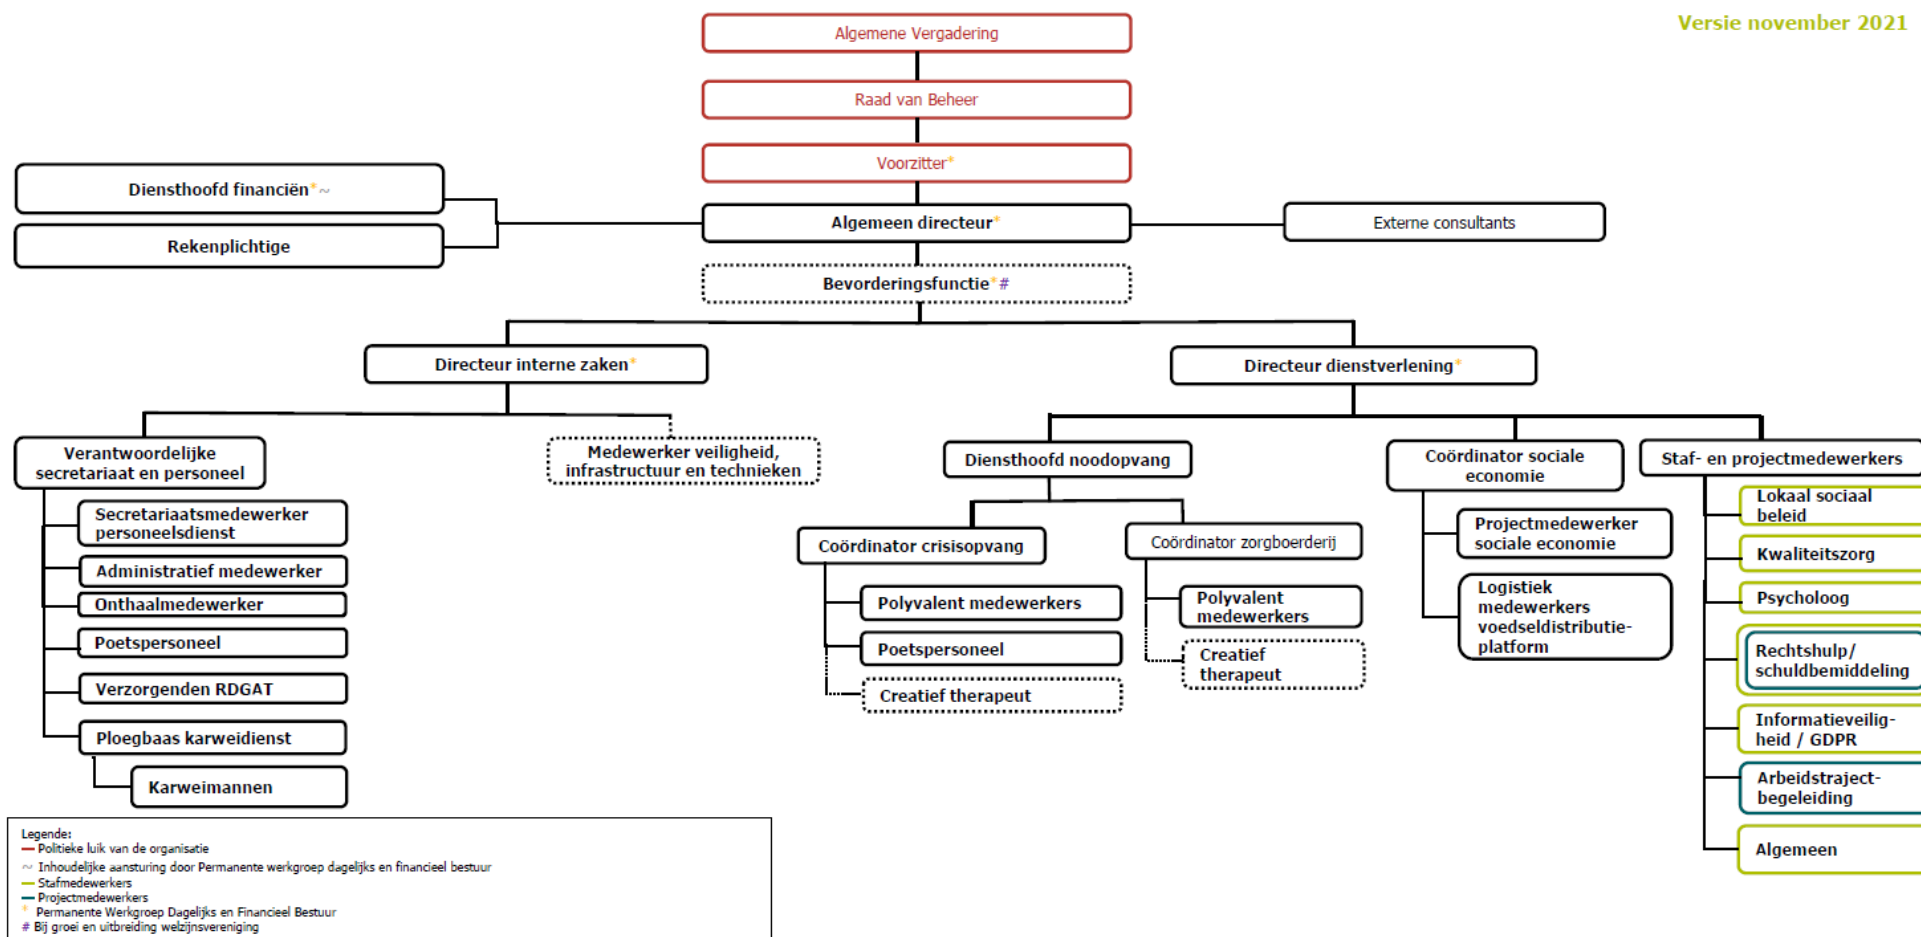 Versie november 2021
Algemene Vergadering
Raad van Beheer
Voorzitter*
Diensthoofd financiën*~
Rekenplichtige
Algemeen directeur*
Externe consultants
Bevorderingsfunctie*#
Directeur interne zaken*
Directeur dienstverlening*
Verantwoordelijke
secretariaat en personeel
Medewerker veiligheid,
infrastructuur en technieken
Secretariaatsmedewerker
personeelsdienst
Administratief medewerker
Onthaalmedewerker
Poetspersoneel
Verzorgenden RDGAT
Ploegbaas karweidienst
Karweimannen
Diensthoofd noodopvang
Coördinator crisisopvang
Polyvalent medewerkers
Poetspersoneel
Creatief therapeut
Coördinator zorgboerderij
Polyvalent
medewerkers
Creatief
therapeut
Coördinator sociale
economie
Projectmedewerker
sociale economie
Logistiek
medewerkers
voedseldistributie-
platform
Staf- en projectmedewerkers
Lokaal sociaal
beleid
Kwaliteitszorg
Psycholoog
Rechtshulp/
schuldbemiddeling
Informatieveilig-
heid / GDPR
Arbeidstraject-
begeleiding
Algemeen
Legende:
Politieke luik van de organisatie
~ Inhoudelijke aansturing door Permanente werkgroep dagelijks en financieel bestuur
Stafmedewerkers
Projectmedewerkers
* Permanente Werkgroep Dagelijks en Financieel Bestuur
# Bij groei en uitbreiding welzijnsvereniging